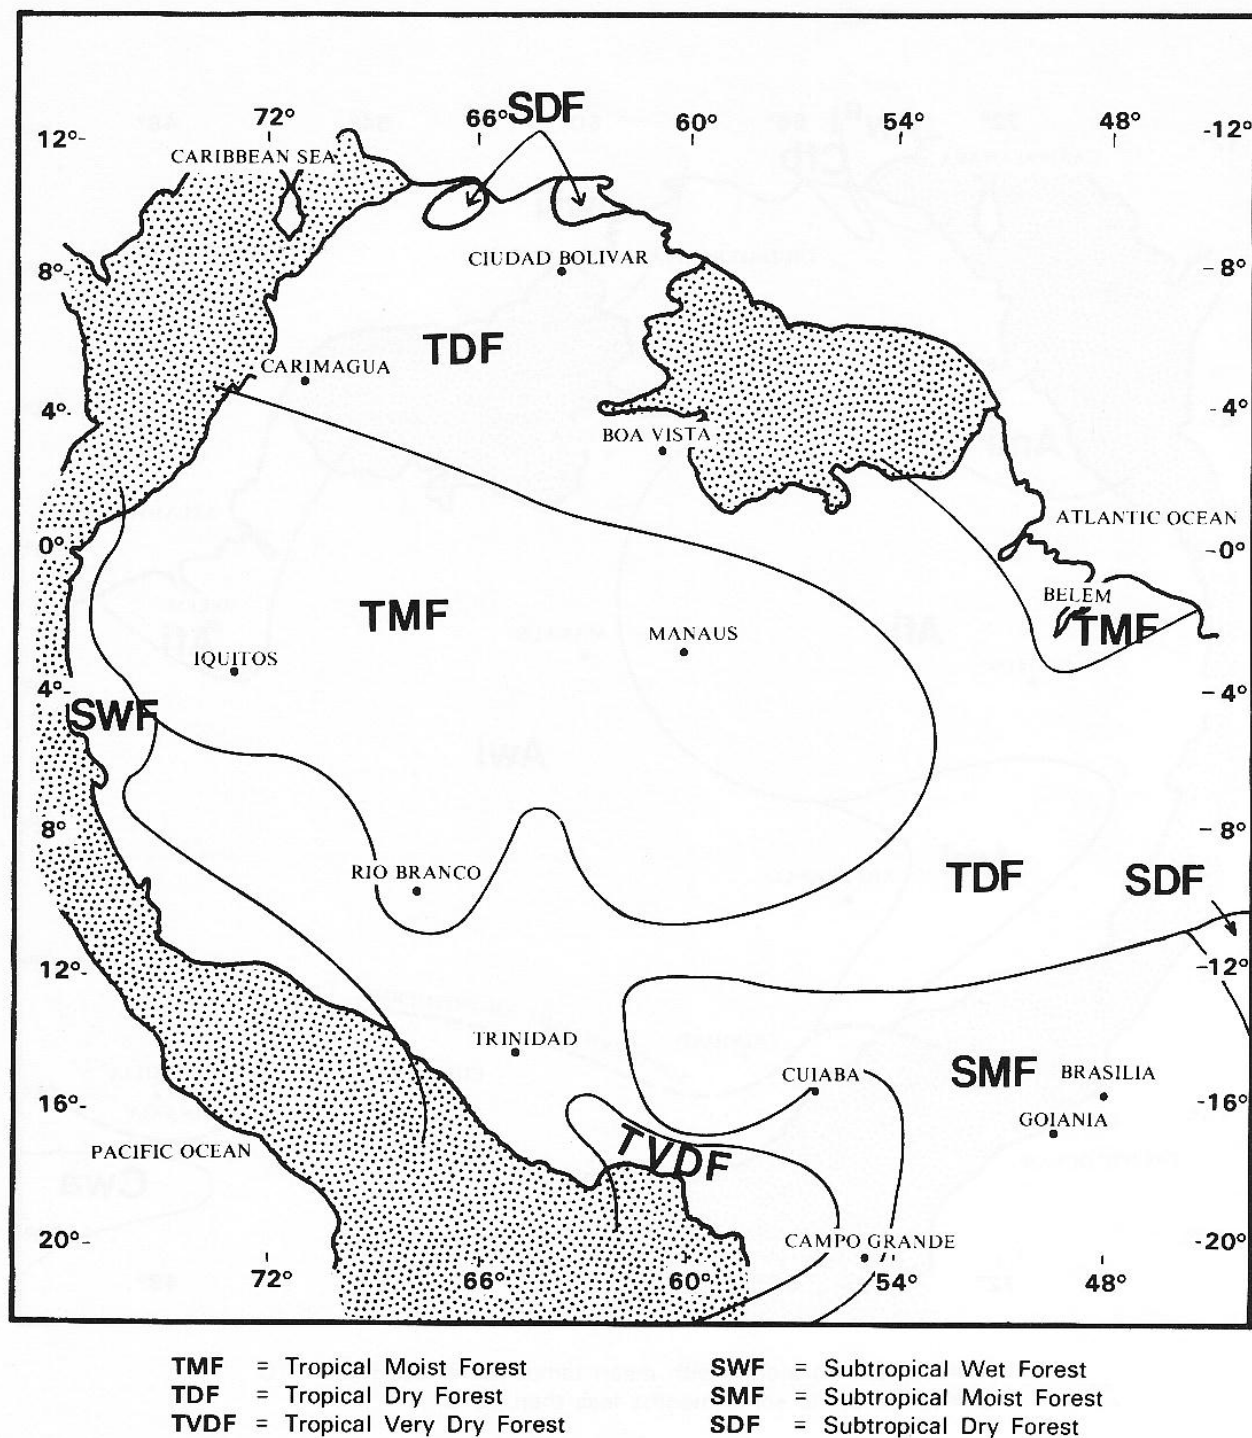 SDF
72° 66° 60° 54° 48°
12°- -12°
CARIBBEAN SEA
8°- -8°
CIUDAD BOLIVAR
TDF
CARIMAGUA
4°- -4°
BOA VISTA
ATLANTIC OCEAN
0°- -0°
BELEM
TMF TMF
MANAUS
IQUITOS
4°- -4°
SWF
8°- -8°
RIO BRANCO
TDF SDF
12°- -12°
TRINIDAD
CUIABA SMF BRASILIA
16°- -16°
GOIANIA
PACIFIC OCEAN
TVDF
20°- -20°
CAMPO GRANDE
72° 66° 60° 54° 48°
TMF = Tropical Moist Forest SWF = Subtropical Wet Forest
TDF = Tropical Dry Forest SMF = Subtropical Moist Forest
TVDF = Tropical Very Dry Forest SDF = Subtropical Dry Forest